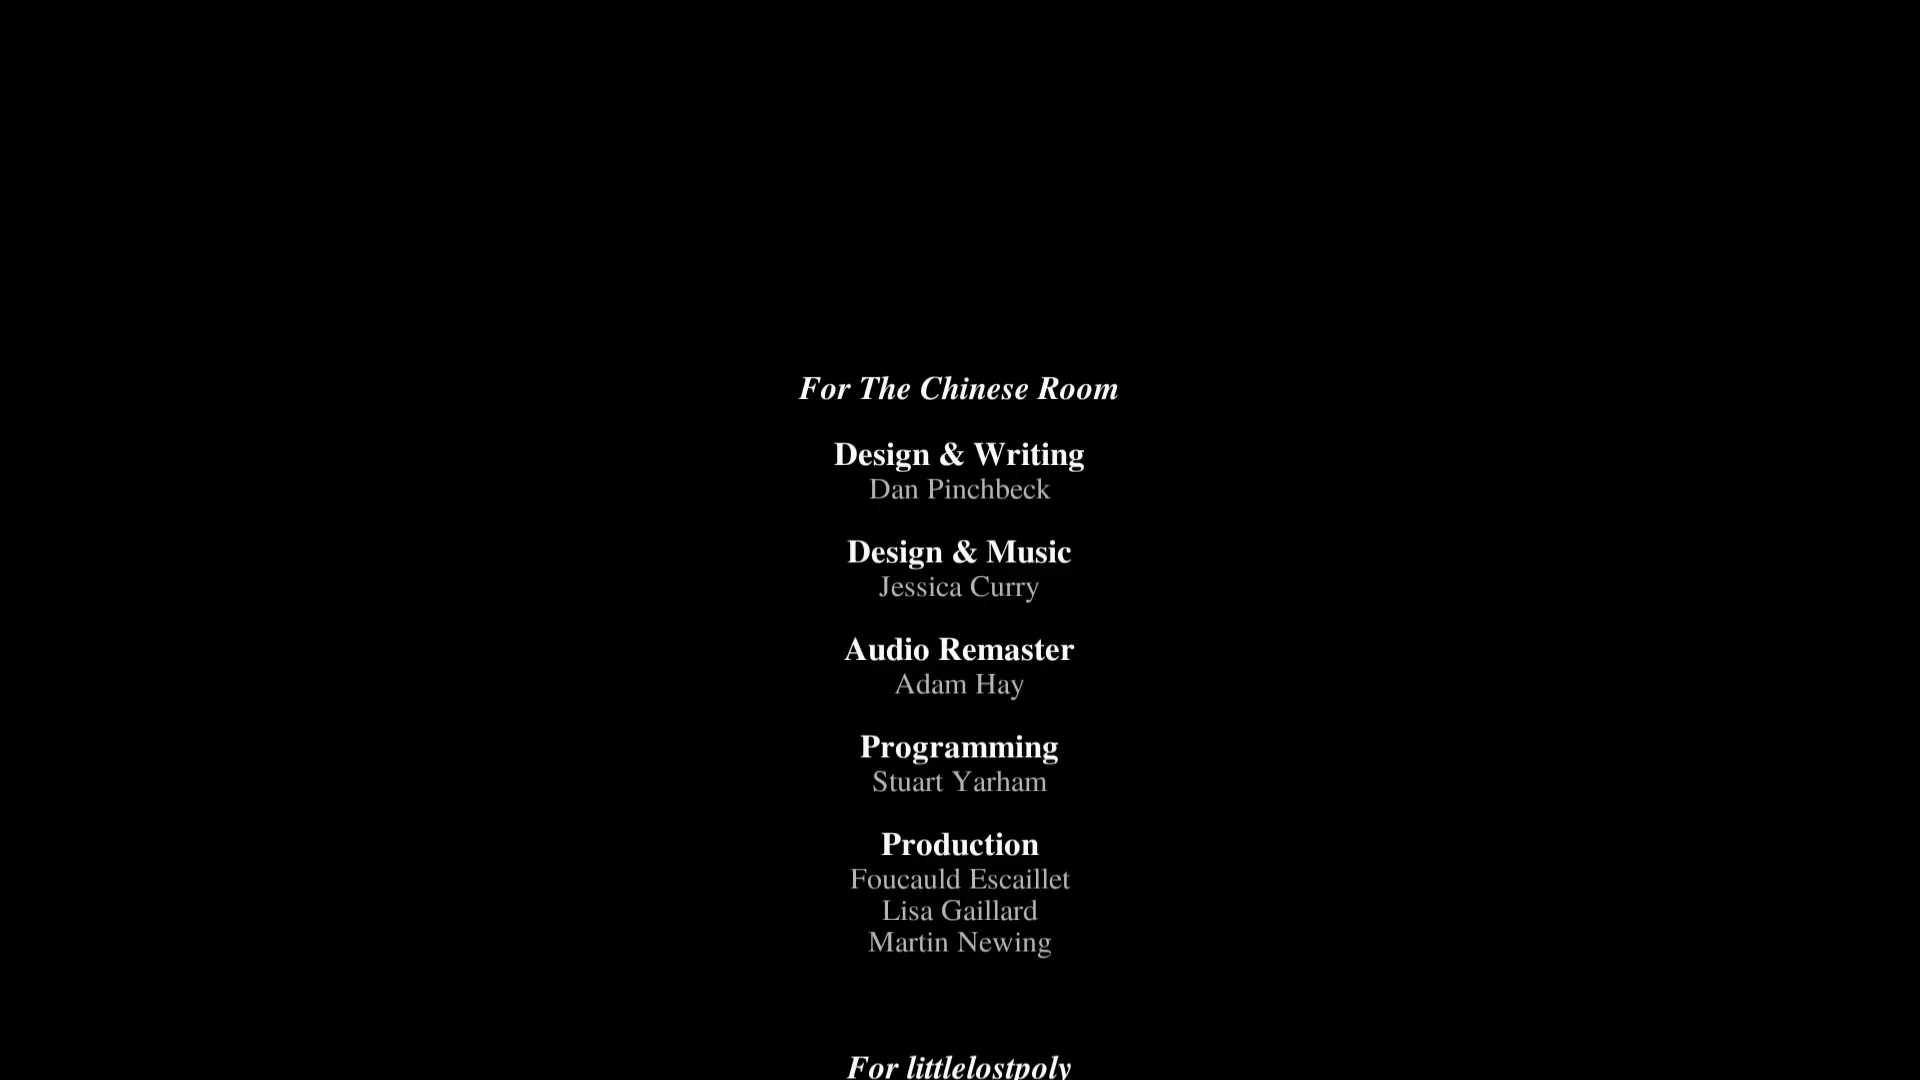 For The Chinese Room
Design & Writing
Dan Pinchbeck
Design & Music
Jessica Curry
Audio Remaster
Adam Hay
Programming
Stuart Yarham
Production
Foucauld Escaillet
Lisa Gaillard
Martin Newing
For littlelostpoly